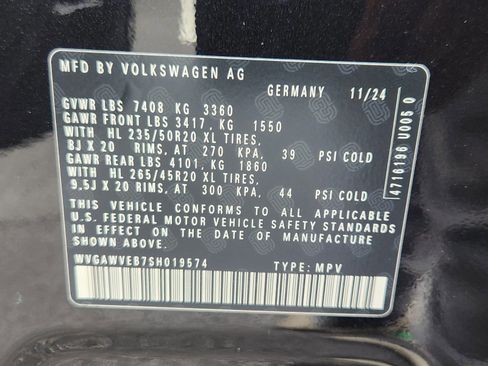 MFD BY VOLKSWAGEN AG
GERMANY 11/24
GVWR LBS 7408 KG 3360
GAWR FRONT LBS 3417, KG 1550
WITH HL 235/50R20 XL TIRES,
8J X 20 RIMS, AT 270 KPA, 39 PSI COLD
GAWR REAR LBS 4101, KG 1860
WITH HL 265/45R20 XL TIRES,
9.5J X 20 RIMS, AT 300 KPA, 44 PSI COLD
THIS VEHICLE CONFORMS TO ALL APPLICABLE
U.S. FEDERAL MOTOR VEHICLE SAFETY STANDARDS
IN EFFECT ON THE DATE OF MANUFACTURE
SHOWN ABOVE.
WVGAWVEB7SH019574 TYPE: MPV
4716196 U005 0